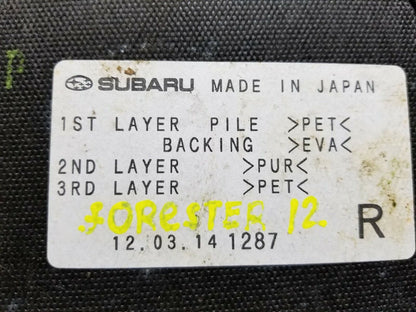 P
SUBARU MADE IN JAPAN
1ST LAYER PILE >PET<
BACKING >EVA<
2ND LAYER >PUR<
3RD LAYER >PET<
FORESTER 12
12.03.14 1287 R